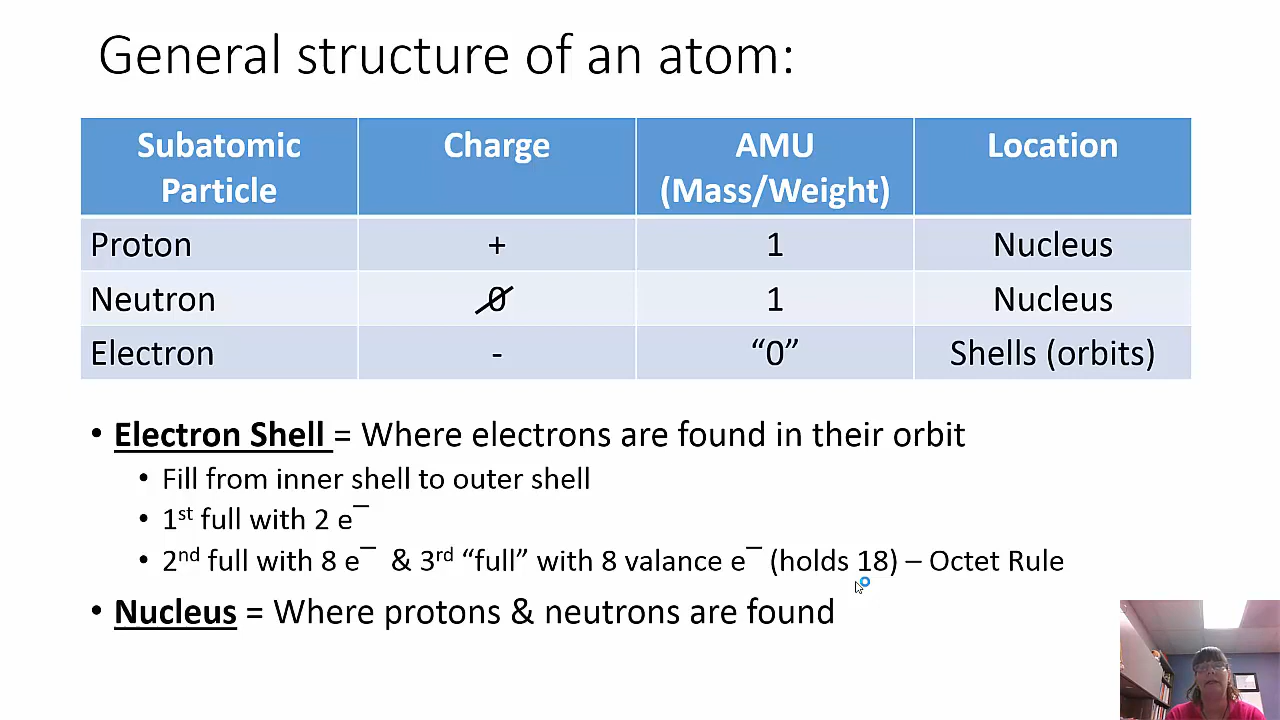 General structure of an atom:
Subatomic Particle Charge AMU (Mass/Weight) Location
Proton + 1 Nucleus
Neutron 0 1 Nucleus
Electron - “0” Shells (orbits)
• Electron Shell = Where electrons are found in their orbit
• Fill from inner shell to outer shell
• 1st full with 2 e¯
• 2nd full with 8 e¯ & 3rd “full” with 8 valance e¯ (holds 18) – Octet Rule
• Nucleus = Where protons & neutrons are found